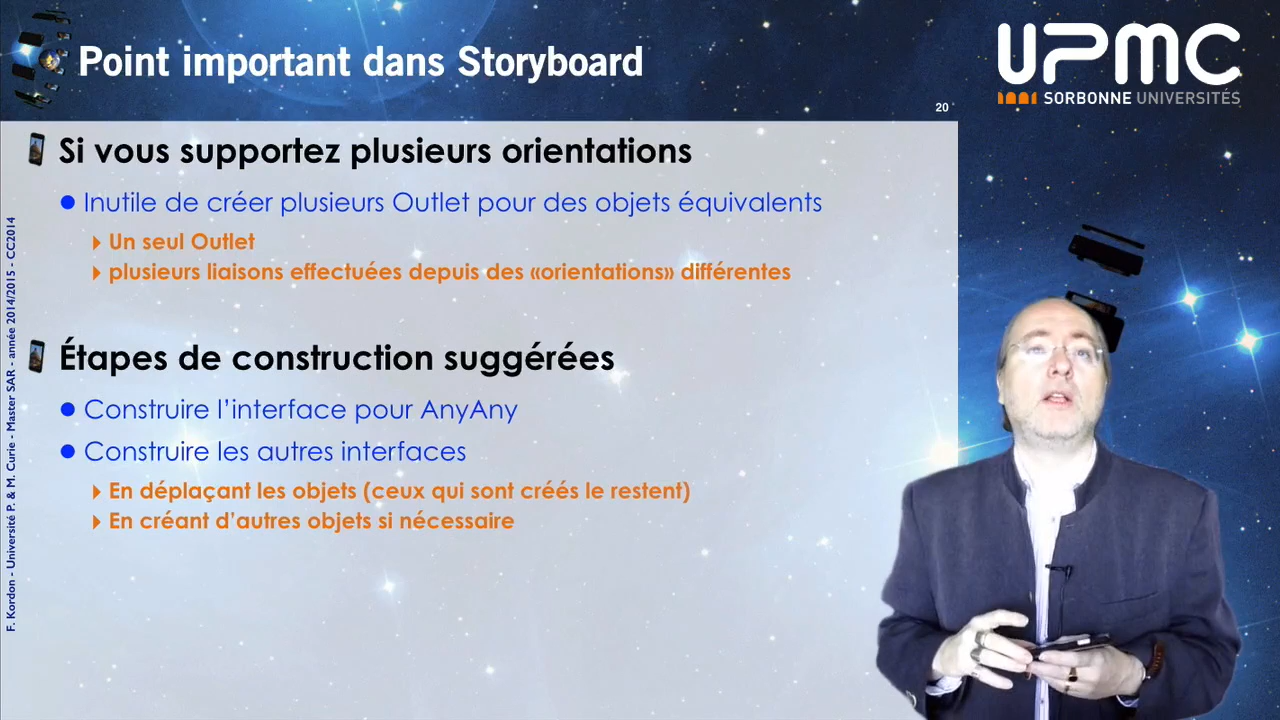 Point important dans Storyboard
UPMC
SORBONNE UNIVERSITÉS
20
Si vous supportez plusieurs orientations
Inutile de créer plusieurs Outlet pour des objets équivalents
Un seul Outlet
plusieurs liaisons effectuées depuis des «orientations» différentes
Étapes de construction suggérées
Construire l’interface pour AnyAny
Construire les autres interfaces
En déplaçant les objets (ceux qui sont créés le restent)
En créant d’autres objets si nécessaire
F. Kordon - Université P. & M. Curie - Master SAR - année 2014/2015 - CC2014